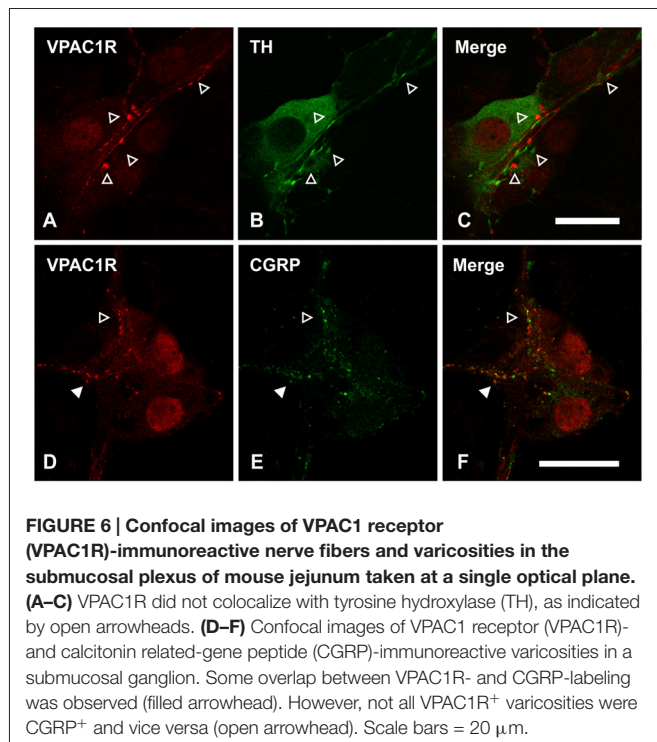 VPAC1R TH Merge
A B C
VPAC1R CGRP Merge
D E F
FIGURE 6 | Confocal images of VPAC1 receptor
(VPAC1R)-immunoreactive nerve fibers and varicosities in the
submucosal plexus of mouse jejunum taken at a single optical plane.
(A–C) VPAC1R did not colocalize with tyrosine hydroxylase (TH), as indicated
by open arrowheads. (D–F) Confocal images of VPAC1 receptor (VPAC1R)-
and calcitonin related-gene peptide (CGRP)-immunoreactive varicosities in a
submucosal ganglion. Some overlap between VPAC1R- and CGRP-labeling
was observed (filled arrowhead). However, not all VPAC1R⁺ varicosities were
CGRP⁺ and vice versa (open arrowhead). Scale bars = 20 μm.